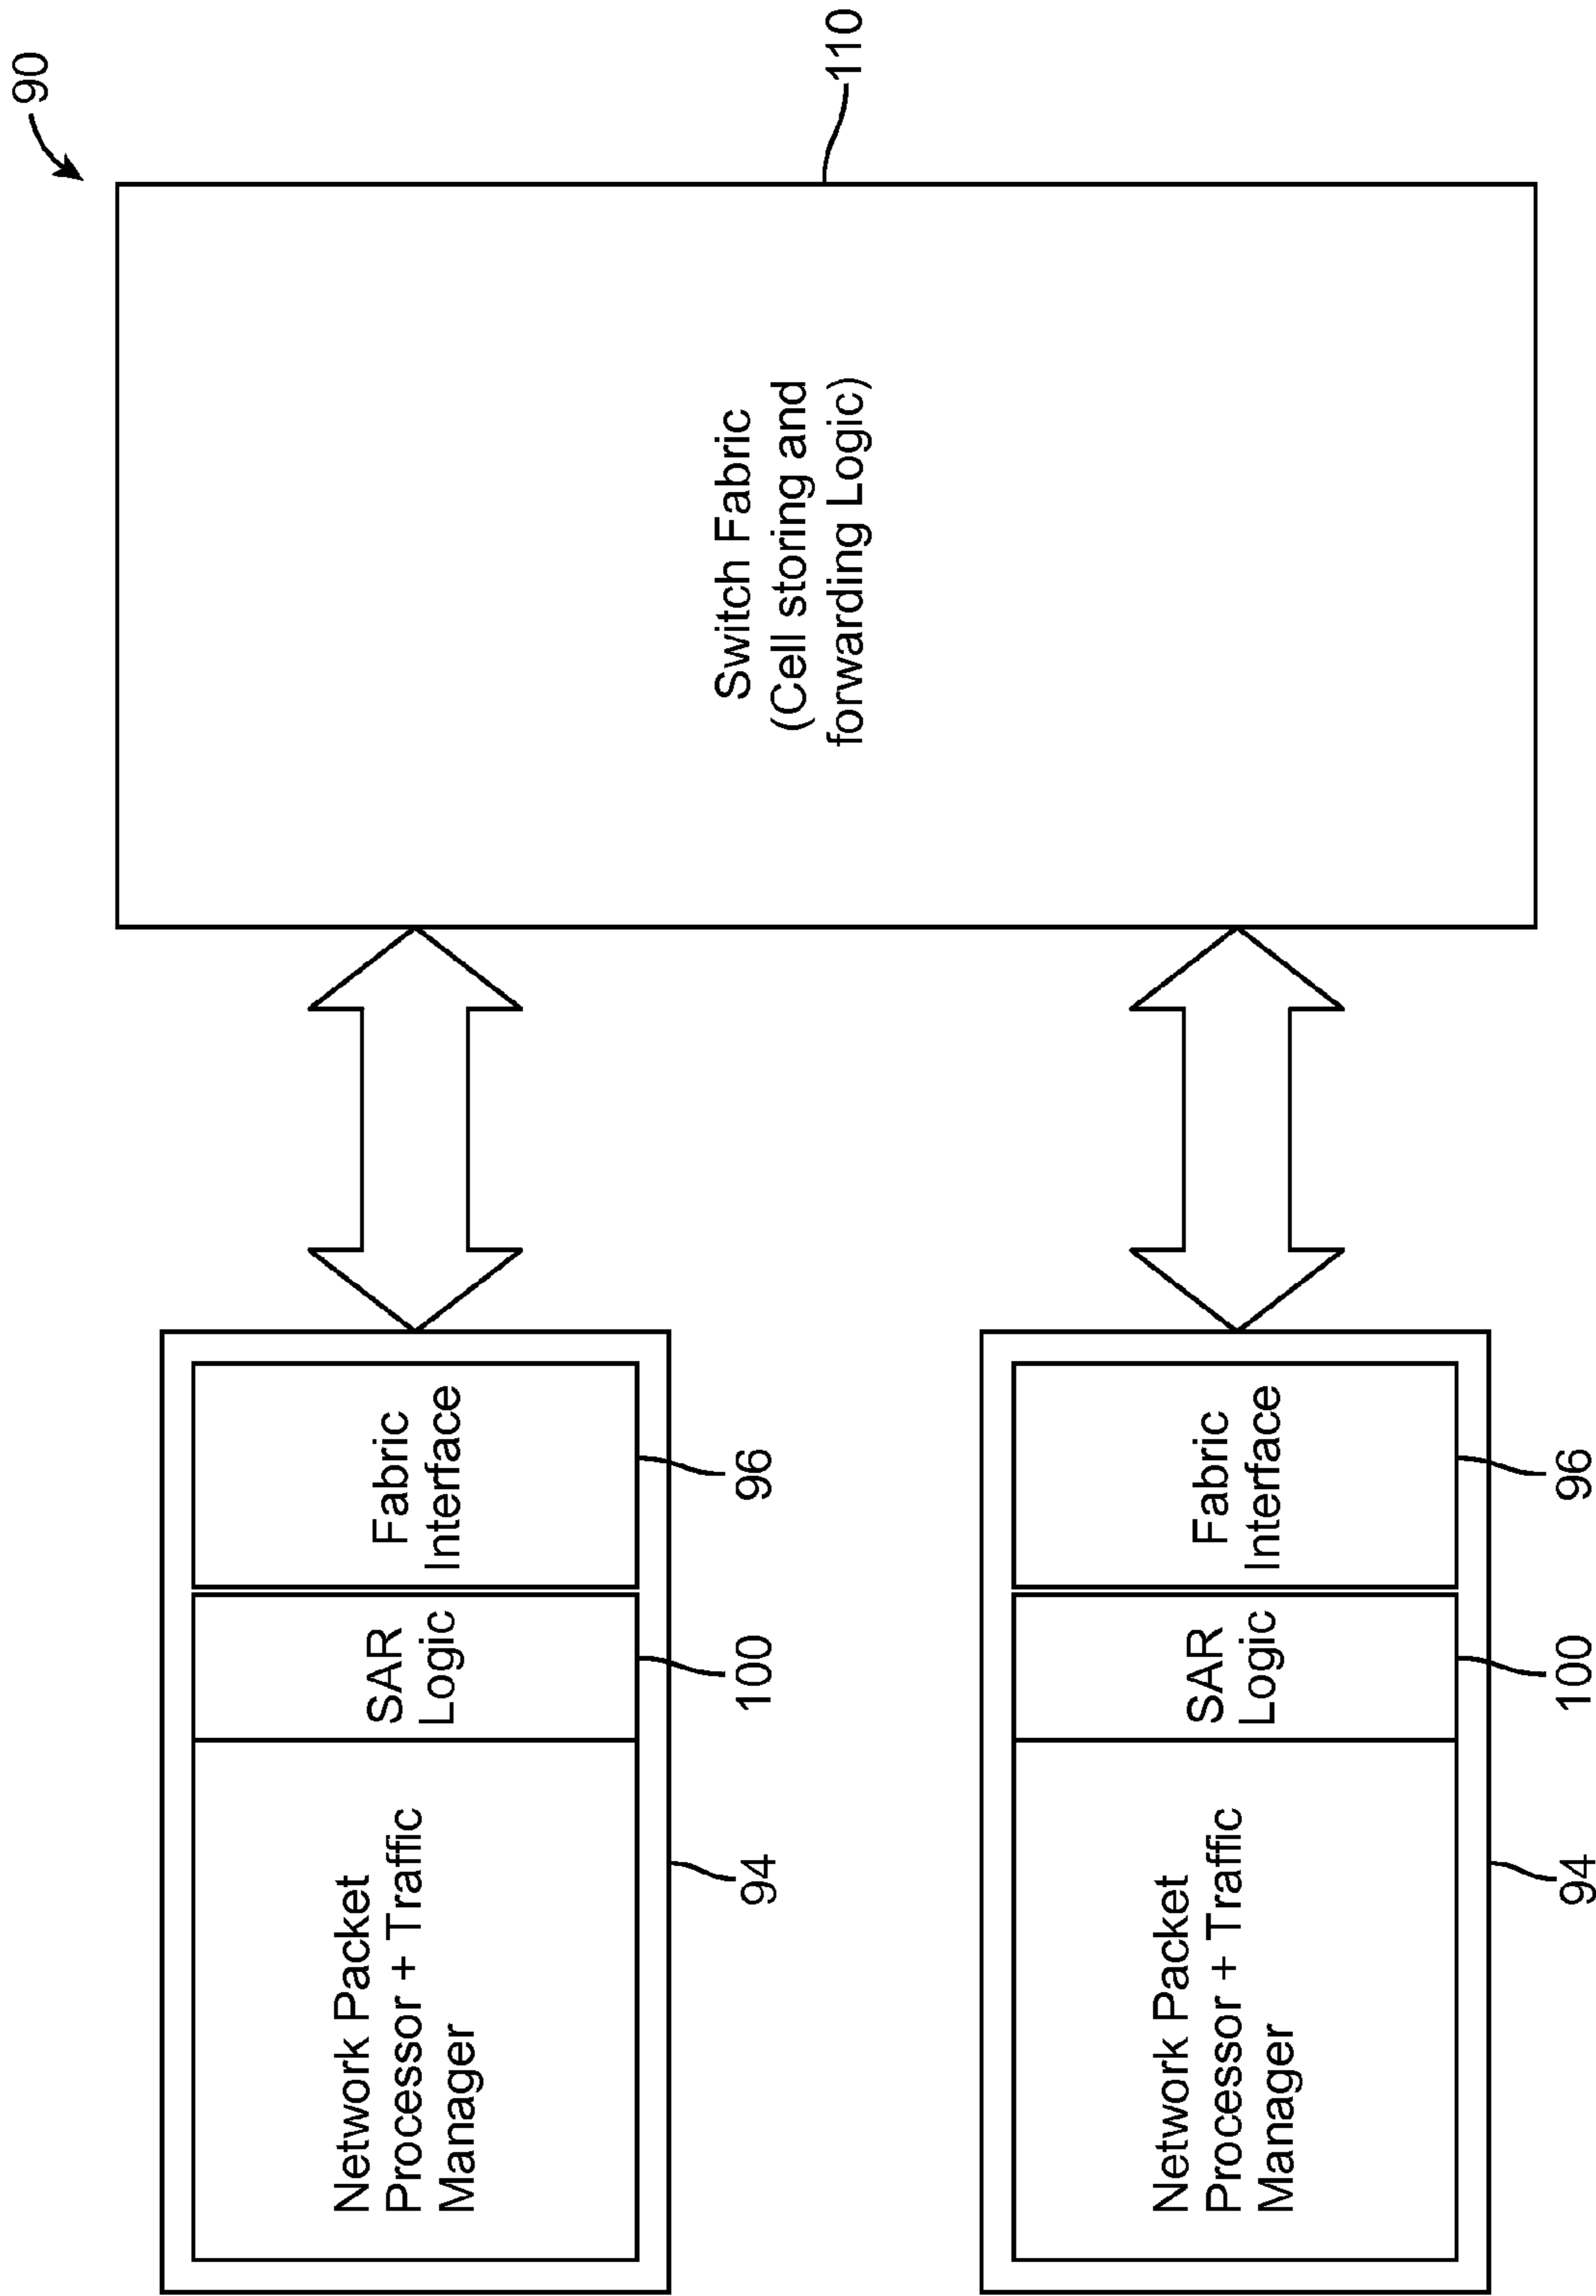 90
Network Packet
Processor + Traffic
Manager
SAR
Logic
Fabric
Interface
94
100
96
Switch Fabric
(Cell storing and
forwarding Logic)
110
Network Packet
Processor + Traffic
Manager
SAR
Logic
Fabric
Interface
94
100
96